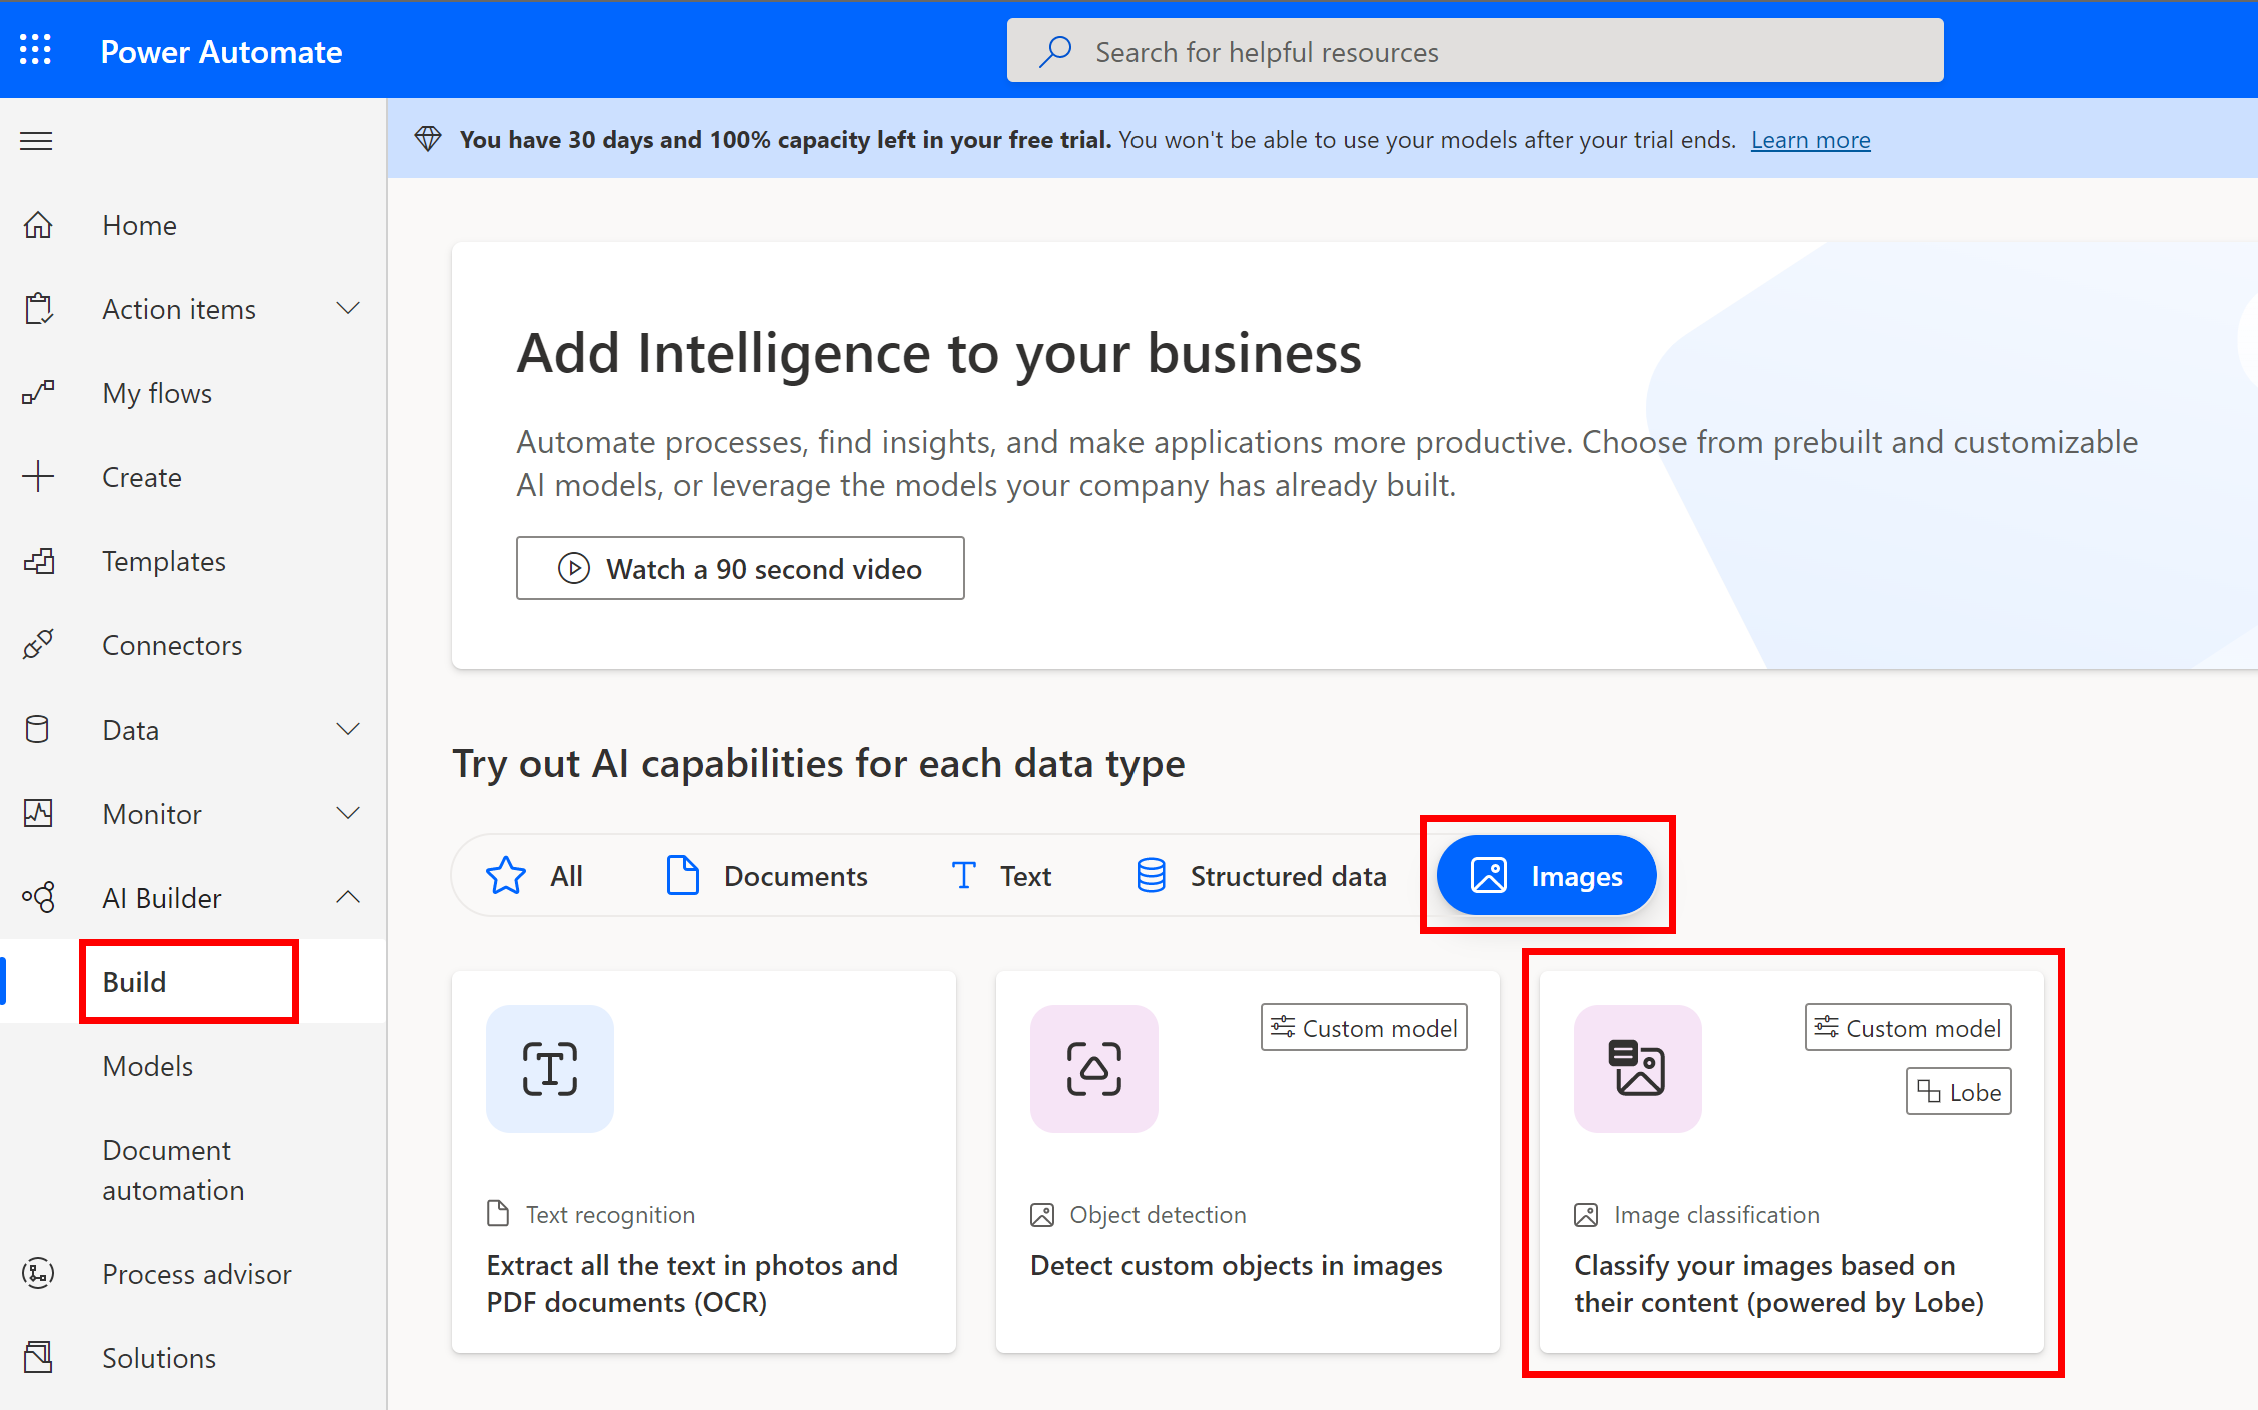 Power Automate
Search for helpful resources
You have 30 days and 100% capacity left in your free trial. You won't be able to use your models after your trial ends. Learn more
Home
Action items
My flows
Create
Templates
Connectors
Data
Monitor
AI Builder
Build
Models
Document
automation
Process advisor
Solutions
Add Intelligence to your business
Automate processes, find insights, and make applications more productive. Choose from prebuilt and customizable
AI models, or leverage the models your company has already built.
Watch a 90 second video
Try out AI capabilities for each data type
All
Documents
Text
Structured data
Images
Text recognition
Extract all the text in photos and
PDF documents (OCR)
Custom model
Object detection
Detect custom objects in images
Custom model
Lobe
Image classification
Classify your images based on
their content (powered by Lobe)